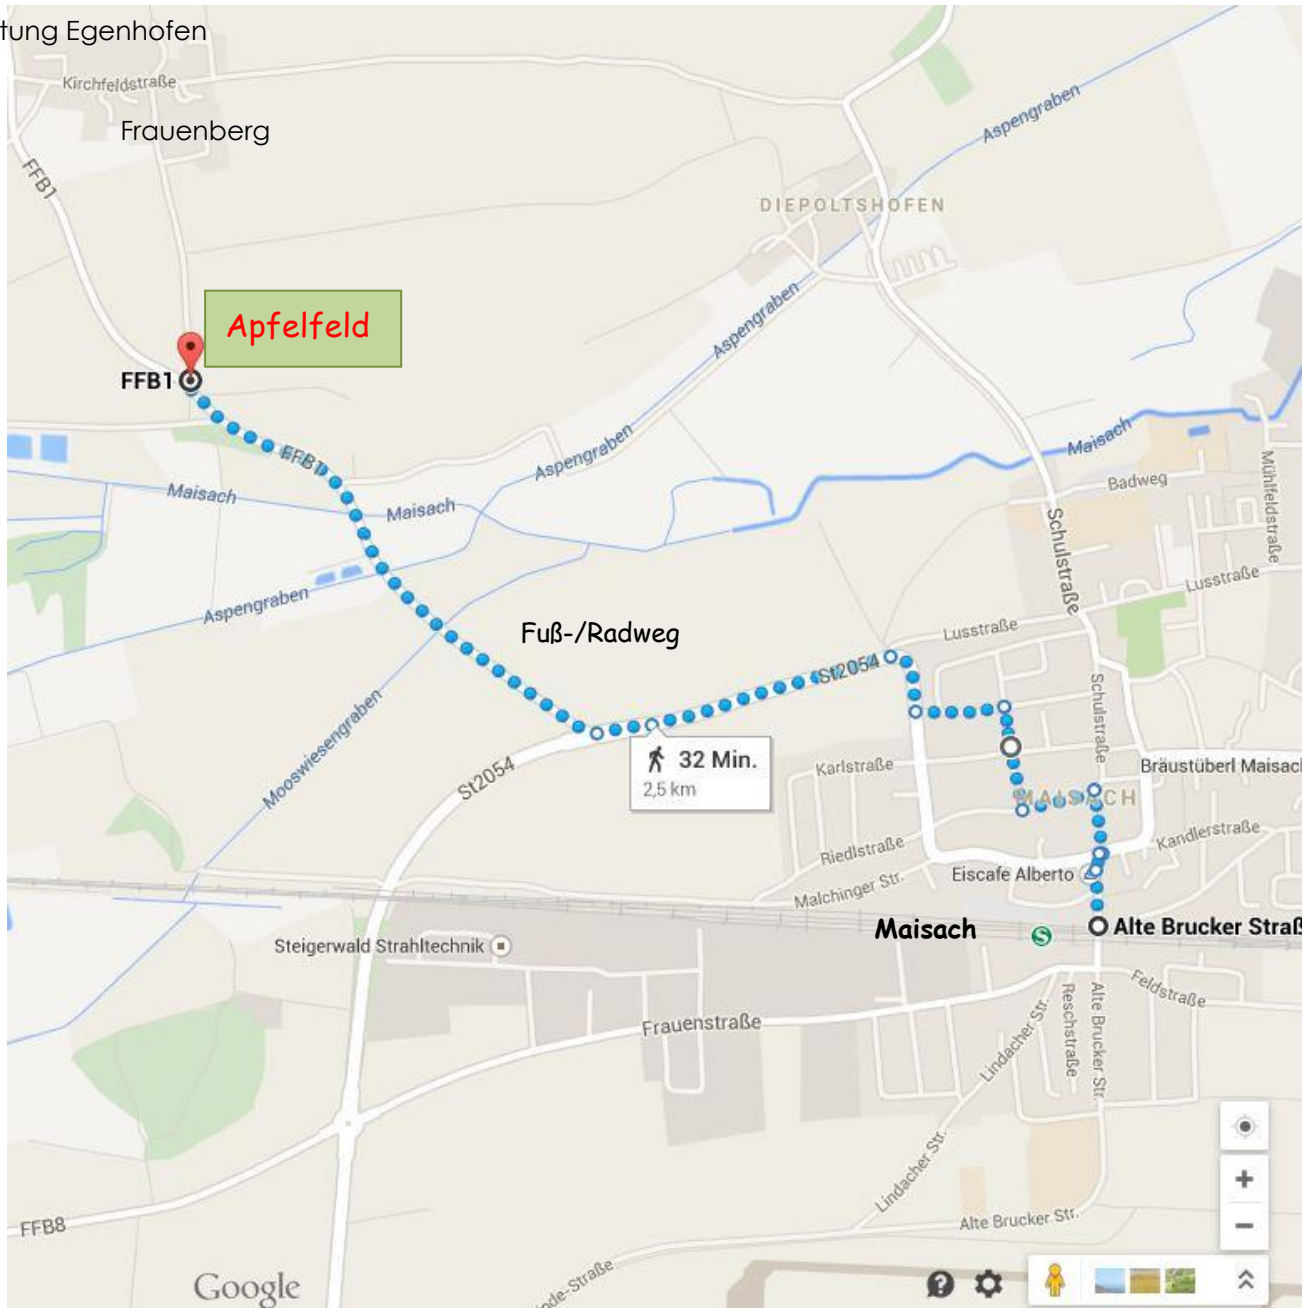 tung Egenhofen
Kirchfeldstraße
Frauenberg
Aspengraben
FFB1
DIEPOLTSHOFEN
Apfelfeld
Aspengraben
FFB1
FFB1
Aspengraben
Maisach
Mühlfeldstraße
Badweg
Maisach
Maisach
Schulstraße
Lusstraße
Aspengraben
Fuß-/Radweg
Lusstraße
St2054
Schulstraße
Mooswiesengraben
St2054
32 Min.
2,5 km
Karlstraße
Bräustüberl Maisach
MAISACH
Kandlerstraße
Riedlstraße
Eiscafe Alberto
Malchinger Str.
Maisach
S
Alte Brucker Straß
Steigerwald Strahltechnik
Feldstraße
Reschstraße
Alte Brucker Str.
Lindacher Str.
Frauenstraße
Lindacher Str.
Alte Brucker Str.
FFB8
Google
inde-Straße